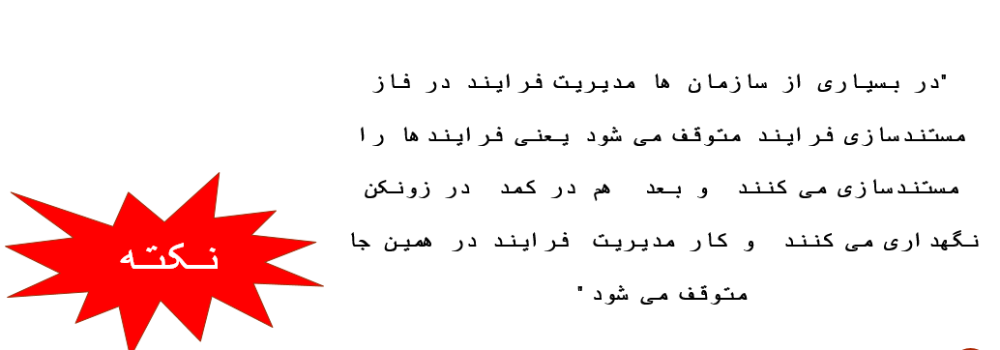 "در بسیاری از سازمان ها مدیریت فرایند در فاز
مستندسازی فرایند متوقف می شود یعنی فرایندها را
مستندسازی می کنند و بعد هم در کمد در زونکن
نگهداری می کنند و کار مدیریت فرایند در همین جا
متوقف می شود "
نکته